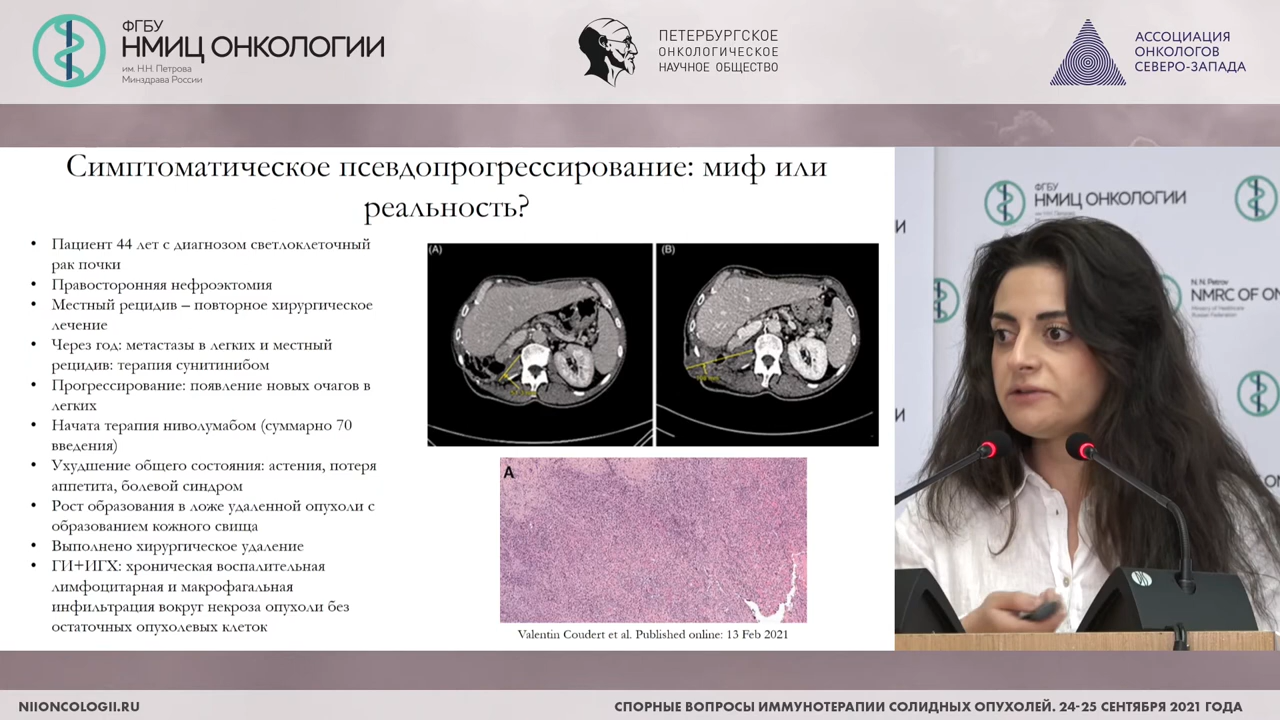 ФГБУ
НМИЦ ОНКОЛОГИИ
им. Н.Н. Петрова
Минздрава России
ПЕТЕРБУРГСКОЕ
ОНКОЛОГИЧЕСКОЕ
НАУЧНОЕ ОБЩЕСТВО
АССОЦИАЦИЯ
ОНКОЛОГОВ
СЕВЕРО-ЗАПАДА
Симптоматическое псевдопрогрессирование: миф или
реальность?
• Пациент 44 лет с диагнозом светлоклеточный
рак почки
• Правосторонняя нефроэктомия
• Местный рецидив – повторное хирургическое
лечение
• Через год: метастазы в легких и местный
рецидив: терапия сунитинибом
• Прогрессирование: появление новых очагов в
легких
• Начата терапия ниволумабом (суммарно 70
введения)
• Ухудшение общего состояния: астения, потеря
аппетита, болевой синдром
• Рост образования в ложе удаленной опухоли с
образованием кожного свища
• Выполнено хирургическое удаление
• ГИ+ИГХ: хроническая воспалительная
лимфоцитарная и макрофагальная
инфильтрация вокруг некроза опухоли без
остаточных опухолевых клеток
(A)
(B)
A
Valentin Coudert et al. Published online: 13 Feb 2021
ФГБУ
НМИЦ ОНКОЛОГИИ
N.N. Petrov
NMRC OF ON
NIIONCOLOGII.RU
СПОРНЫЕ ВОПРОСЫ ИММУНОТЕРАПИИ СОЛИДНЫХ ОПУХОЛЕЙ. 24-25 СЕНТЯБРЯ 2021 ГОДА